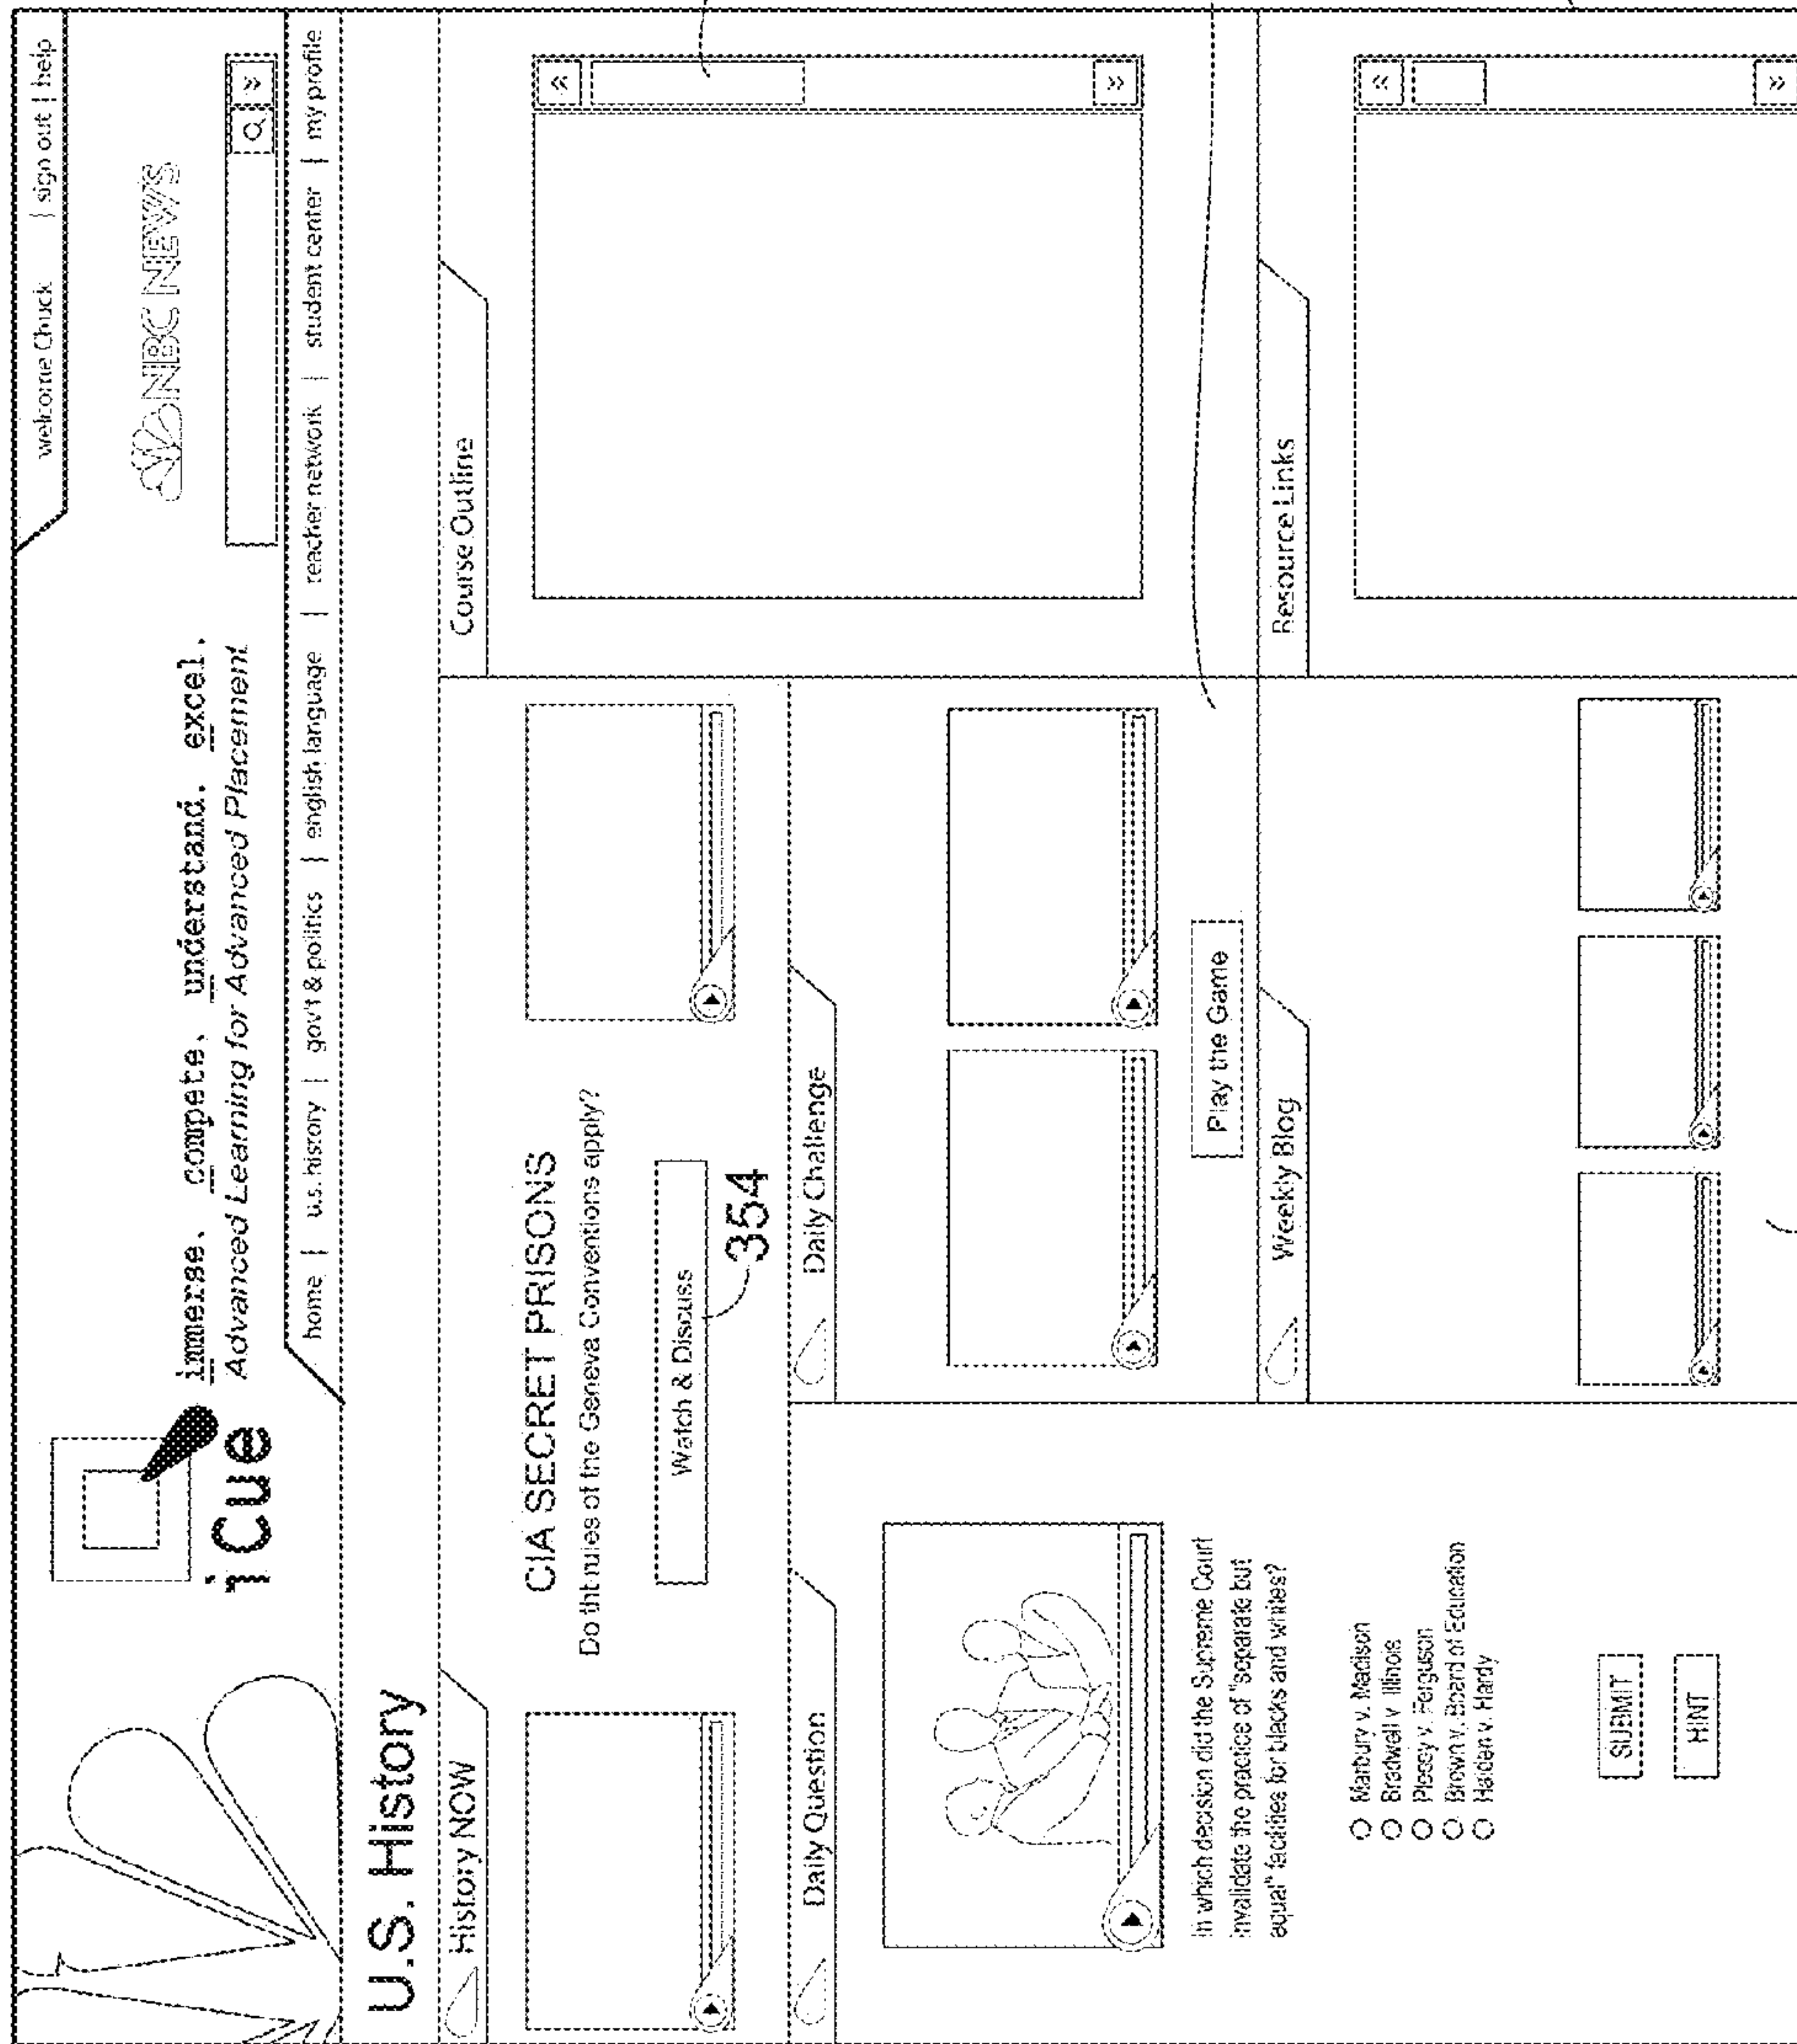 welcome Chuck | sign out | help
NBC NEWS
iCue
immerse. compete. understand. excel.
Advanced Learning for Advanced Placement
home | u.s. history | gov't & politics | english language | teacher network | student center | my profile
U.S. History
History NOW
CIA SECRET PRISONS
Do tht rules of the Geneva Conventions apply?
Watch & Discuss
354
Course Outline
Daily Question
In which decision did the Supreme Court
invalidate the practice of "separate but
equal" facilities for blacks and whites?
Marbury v. Madison
Bradwell v. Illinois
Plessy v. Ferguson
Brown v. Board of Education
Holden v. Hardy
SUBMIT
HINT
Daily Challenge
Play the Game
Weekly Blog
Resource Links